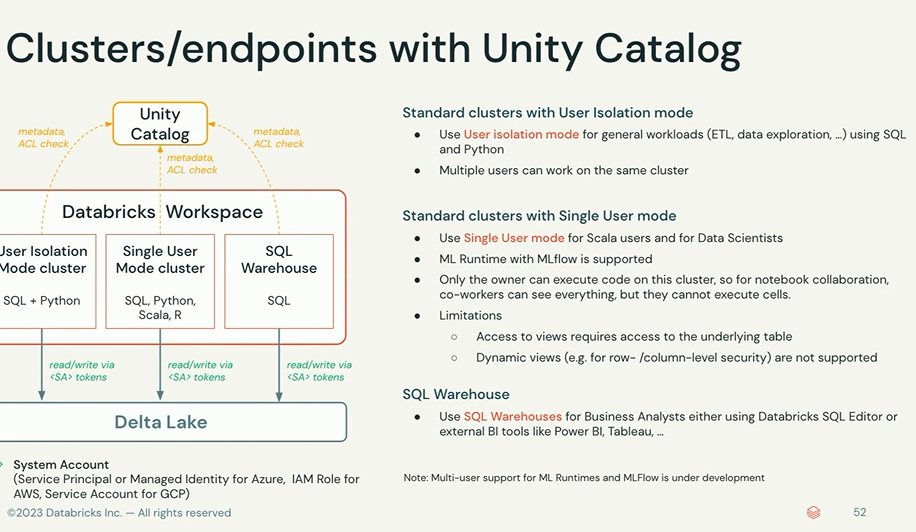 Clusters/endpoints with Unity Catalog
Unity
Catalog
metadata,
ACL check
metadata,
ACL check
metadata,
ACL check
Databricks Workspace
User Isolation
Mode cluster
SQL + Python
Single User
Mode cluster
SQL, Python,
Scala, R
SQL
Warehouse
SQL
read/write via
<SA> tokens
read/write via
<SA> tokens
read/write via
<SA> tokens
Delta Lake
System Account
(Service Principal or Managed Identity for Azure, IAM Role for
AWS, Service Account for GCP)
Standard clusters with User Isolation mode
● Use User isolation mode for general workloads (ETL, data exploration, …) using SQL
and Python
● Multiple users can work on the same cluster
Standard clusters with Single User mode
● Use Single User mode for Scala users and for Data Scientists
● ML Runtime with MLflow is supported
● Only the owner can execute code on this cluster, so for notebook collaboration,
co-workers can see everything, but they cannot execute cells.
● Limitations
○ Access to views requires access to the underlying table
○ Dynamic views (e.g. for row- /column-level security) are not supported
SQL Warehouse
● Use SQL Warehouses for Business Analysts either using Databricks SQL Editor or
external BI tools like Power BI, Tableau, …
Note: Multi-user support for ML Runtimes and MLFlow is under development
©2023 Databricks Inc. — All rights reserved
52